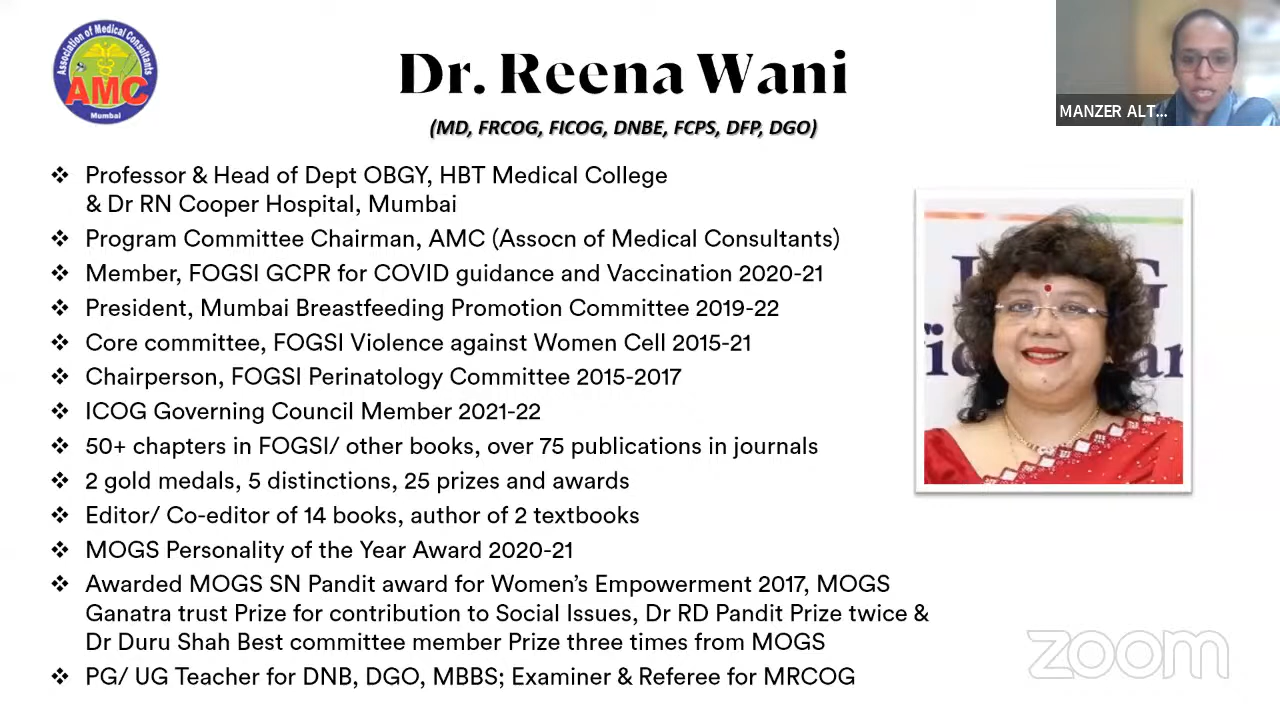 Association of Medical Consultants
AMC
Mumbai
Dr. Reena Wani
(MD, FRCOG, FICOG, DNBE, FCPS, DFP, DGO)
MANZER ALT...
❖ Professor & Head of Dept OBGY, HBT Medical College
& Dr RN Cooper Hospital, Mumbai
❖ Program Committee Chairman, AMC (Assocn of Medical Consultants)
❖ Member, FOGSI GCPR for COVID guidance and Vaccination 2020-21
❖ President, Mumbai Breastfeeding Promotion Committee 2019-22
❖ Core committee, FOGSI Violence against Women Cell 2015-21
❖ Chairperson, FOGSI Perinatology Committee 2015-2017
❖ ICOG Governing Council Member 2021-22
❖ 50+ chapters in FOGSI/ other books, over 75 publications in journals
❖ 2 gold medals, 5 distinctions, 25 prizes and awards
❖ Editor/ Co-editor of 14 books, author of 2 textbooks
❖ MOGS Personality of the Year Award 2020-21
❖ Awarded MOGS SN Pandit award for Women's Empowerment 2017, MOGS
Ganatra trust Prize for contribution to Social Issues, Dr RD Pandit Prize twice &
Dr Duru Shah Best committee member Prize three times from MOGS
❖ PG/ UG Teacher for DNB, DGO, MBBS; Examiner & Referee for MRCOG
zoom